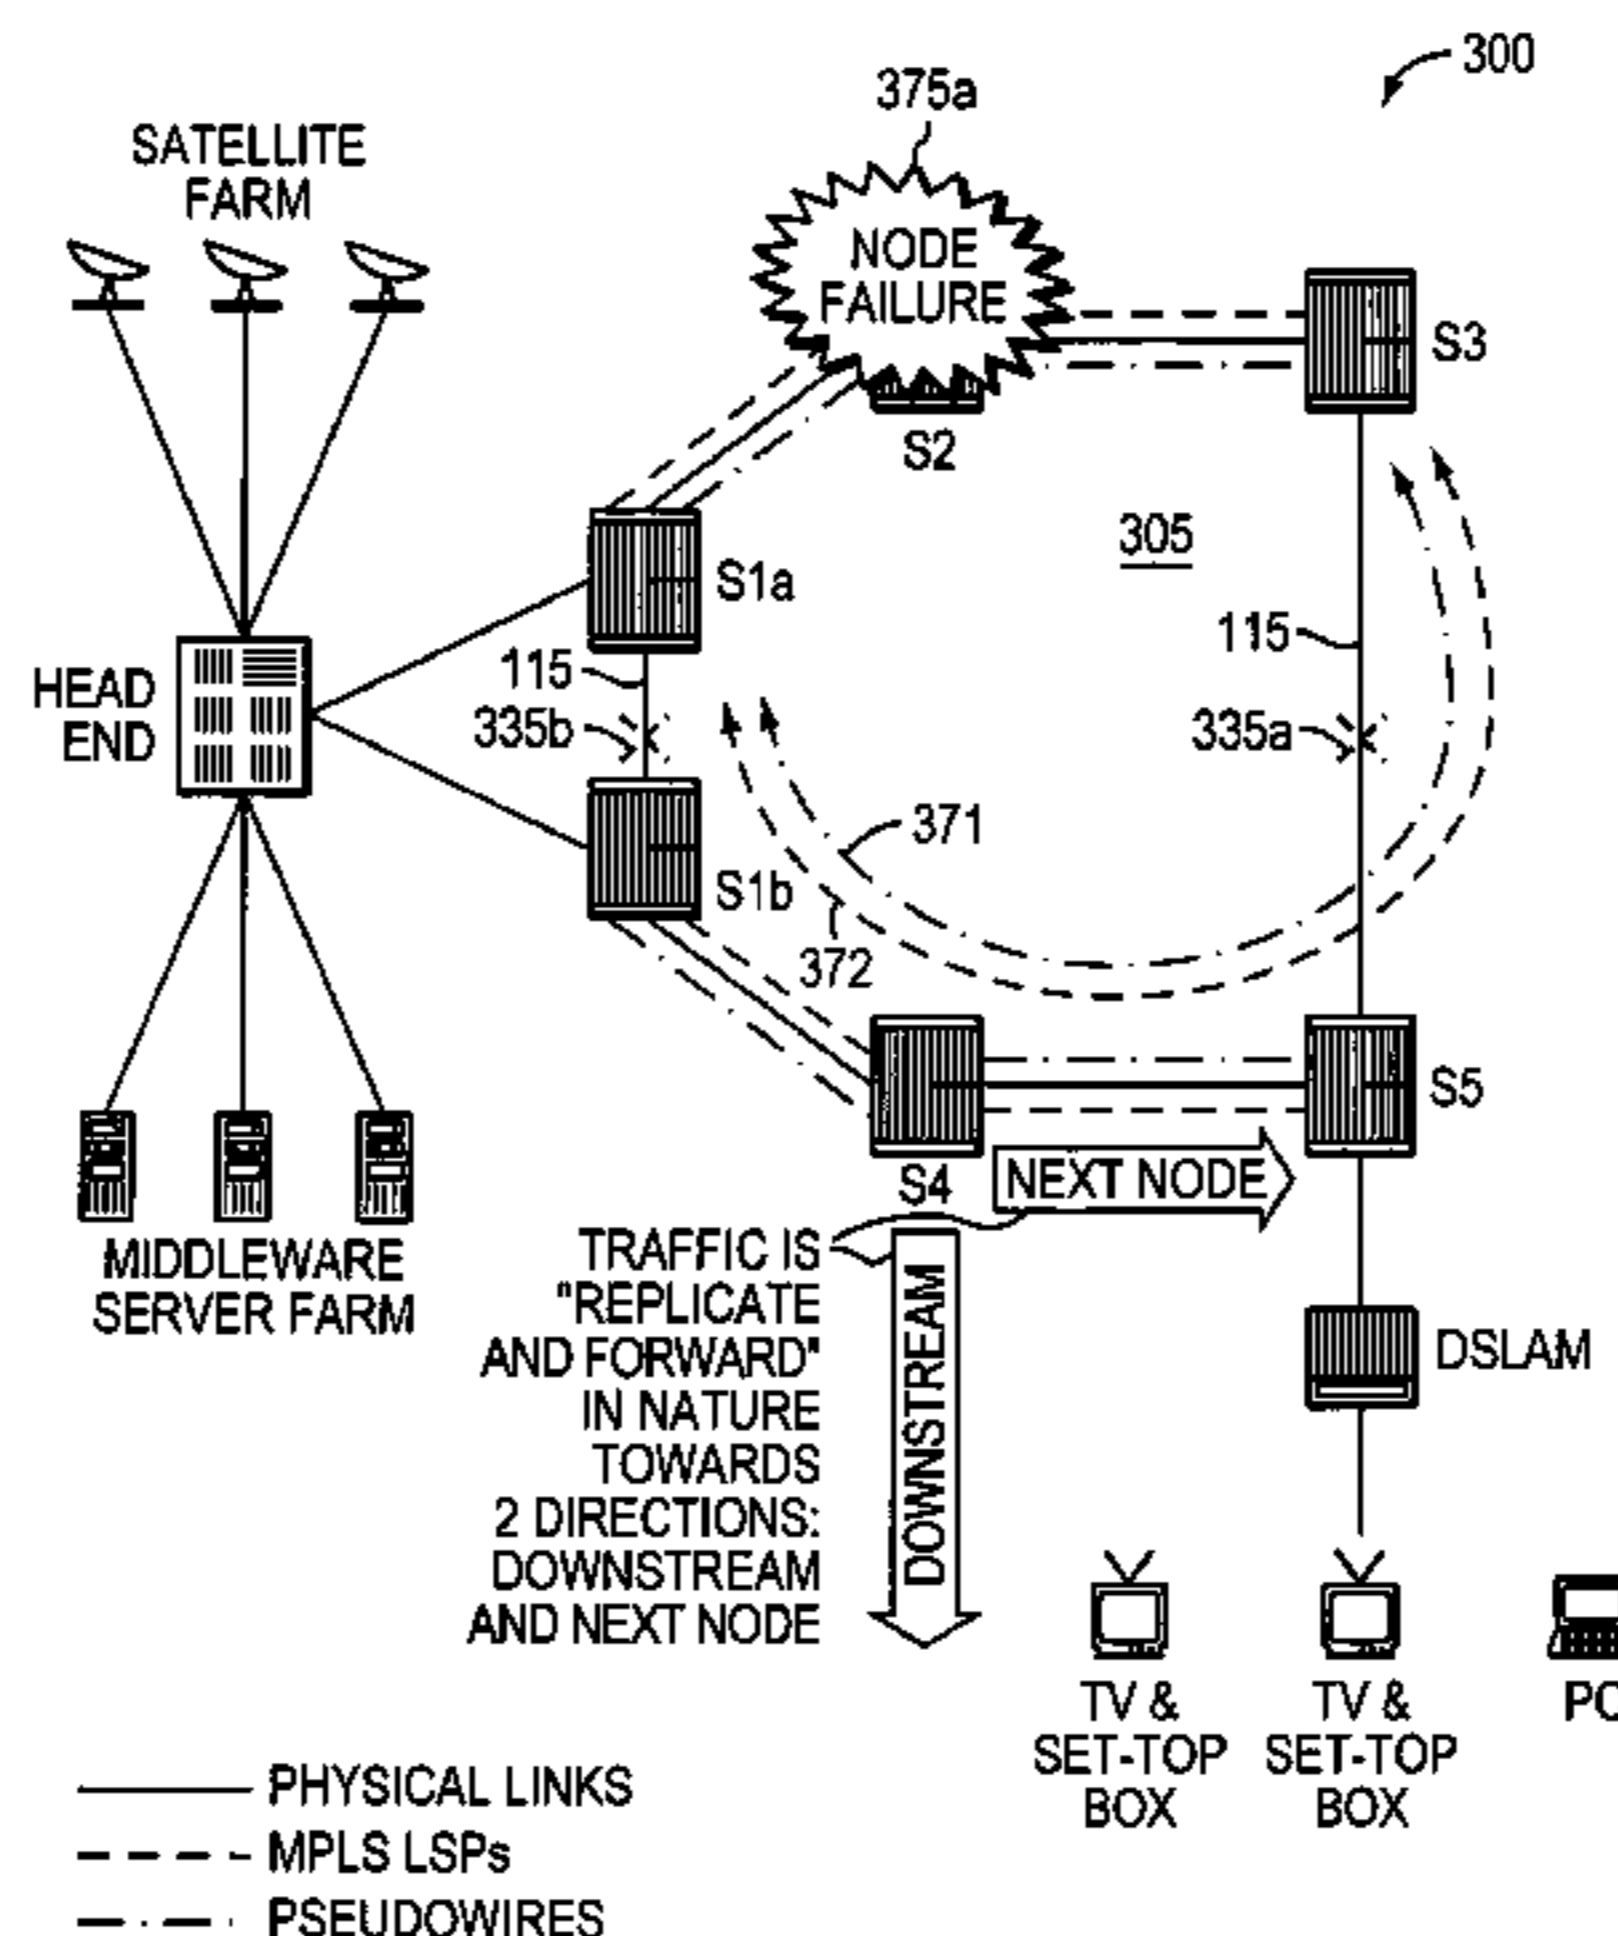 300
375a
SATELLITE
FARM
NODE
FAILURE
S3
S2
305
S1a
115
115
HEAD
END
335b
335a
371
S1b
372
S5
S4
NEXT NODE
MIDDLEWARE
SERVER FARM
TRAFFIC IS
"REPLICATE
AND FORWARD"
IN NATURE
TOWARDS
2 DIRECTIONS:
DOWNSTREAM
AND NEXT NODE
DOWNSTREAM
DSLAM
TV &
SET-TOP
BOX
TV &
SET-TOP
BOX
PC
PHYSICAL LINKS
MPLS LSPs
PSEUDOWIRES